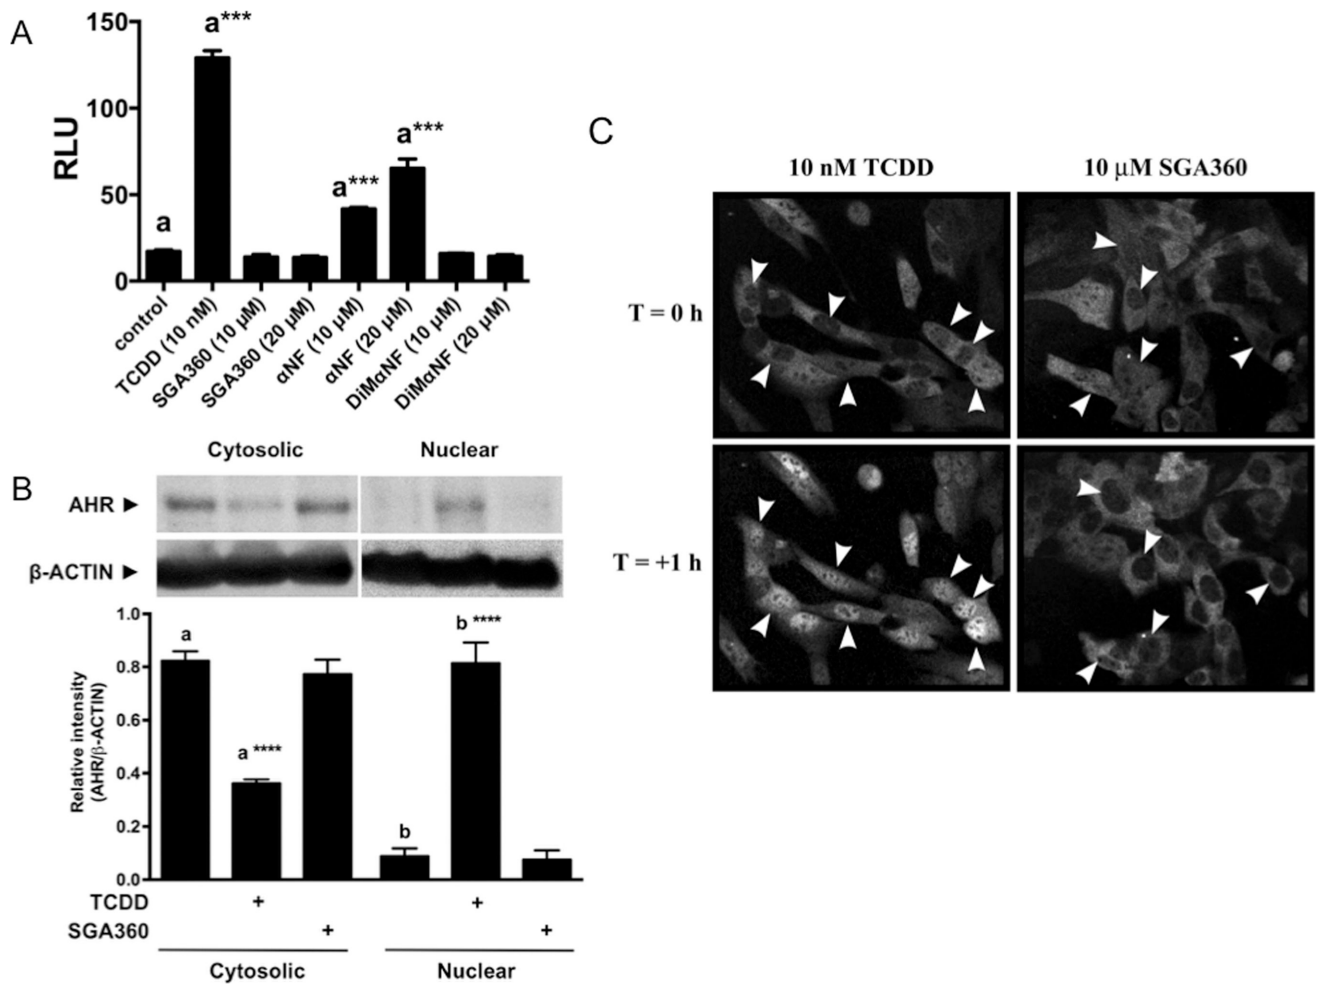 A
150
100
50
0
RLU
a
a***
a***
a***
control
TCDD (10 nM)
SGA360 (10 µM)
SGA360 (20 µM)
αNF (10 µM)
αNF (20 µM)
DiMαNF (10 µM)
DiMαNF (20 µM)
B
Cytosolic Nuclear
AHR ►
β-ACTIN ►
1.0
0.8
0.6
0.4
0.2
0.0
Relative intensity
(AHR/β-ACTIN)
a
a ****
b
b ****
TCDD + +
SGA360 + +
Cytosolic Nuclear
C
10 nM TCDD 10 µM SGA360
T = 0 h
T = +1 h